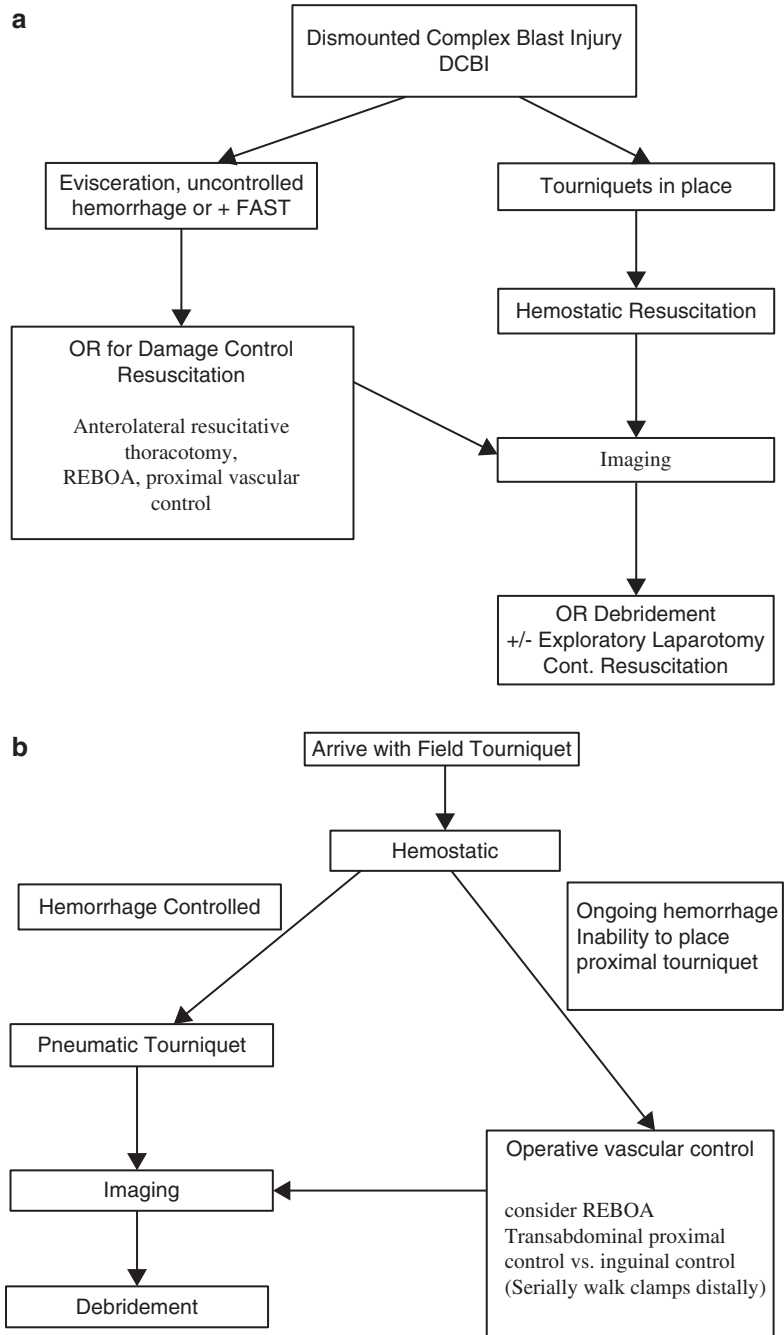 a
Dismounted Complex Blast Injury
DCBI
Evisceration, uncontrolled
hemorrhage or + FAST
Tourniquets in place
Hemostatic Resuscitation
OR for Damage Control
Resuscitation
Anterolateral resucitative
thoracotomy,
REBOA, proximal vascular
control
Imaging
OR Debridement
+/- Exploratory Laparotomy
Cont. Resuscitation
b
Arrive with Field Tourniquet
Hemostatic
Hemorrhage Controlled
Ongoing hemorrhage
Inability to place
proximal tourniquet
Pneumatic Tourniquet
Operative vascular control
consider REBOA
Transabdominal proximal
control vs. inguinal control
(Serially walk clamps distally)
Imaging
Debridement